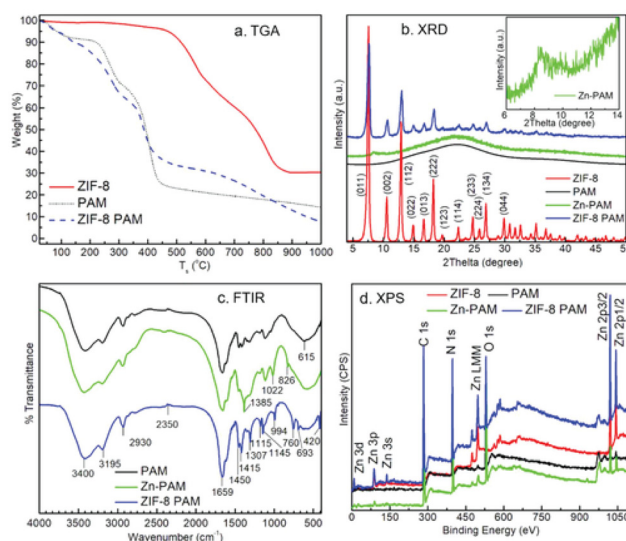 a. TGA
100
90
80
70
60
50
40
30
20
10
0
Weight (%)
ZIF-8
PAM
ZIF-8 PAM
200
400
600
800
1000
Ts (°C)
b. XRD
Intensity (a.u.)
Intensity (a.u.)
Zn-PAM
6
8
10
12
14
2Thelta (degree)
(011)
(002)
(112)
(022)
(013)
(222)
(123)
(114)
(233)
(224)
(134)
(044)
ZIF-8
PAM
Zn-PAM
ZIF-8 PAM
5
10
15
20
25
30
35
40
45
50
2Thelta (degree)
c. FTIR
% Transmittance
615
1022
826
1385
2350
2930
3195
3400
1659
1450
1415
1307
1115
1145
994
760
693
420
PAM
Zn-PAM
ZIF-8 PAM
4000
3500
3000
2500
2000
1500
1000
500
Wavenumber (cm⁻¹)
d. XPS
ZIF-8
PAM
Zn-PAM
ZIF-8 PAM
Intensity (CPS)
Zn 3d
Zn 3p
Zn 3s
C 1s
N 1s
Zn LMM
O 1s
Zn 2p3/2
Zn 2p1/2
0
150
300
450
600
750
900
1050
Binding Energy (eV)